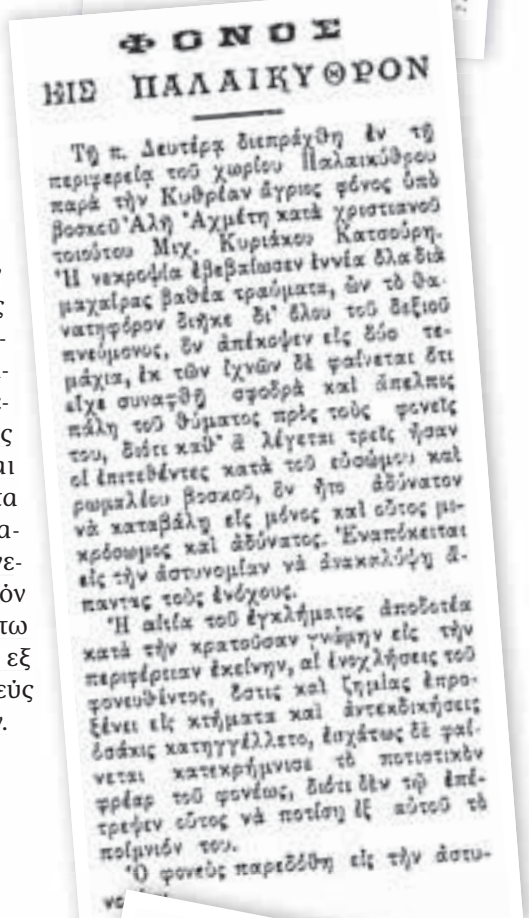 ΦΟΝΟΣ
ΕΙΣ ΠΑΛΑΙΚΥΘΡΟΝ
Τῇ π. Δευτέρᾳ διεπράχθη ἐν τῇ
περιφερείᾳ τοῦ χωρίου Παλαικύθρου
παρὰ τὴν Κυθρέαν ἄγριος φόνος ὑπὸ
βοσκοῦ Ἀλῆ Ἀχμέτη κατὰ χριστιανοῦ
τοιούτου Μιχ. Κυριάκου Κατσούρη.
Ἡ νεκροψία ἐβεβαίωσεν ἐννία ὅλα διὰ
μαχαίρας βαθέα τραύματα, ὧν τὸ θα-
νατηφόρον διῆκε δι' ὅλου τοῦ δεξιοῦ
πνεύμονος, ὃν ἀπέκοψεν εἰς δύο τε-
μάχια, ἐκ τῶν ἰχνῶν δὲ φαίνεται ὅτι
εἶχε συναφθῆ σφοδρὰ καὶ ἀπελπις
πάλη τοῦ θύματος πρὸς τοὺς φονεῖς
του, διότι καθ' ἃ λέγεται τρεῖς ἦσαν
οἱ ἐπιτεθέντες κατὰ τοῦ εὐσώμου καὶ
ρωμαλίου βοσκοῦ, ὃν ἦτο ἀδύνατον
νὰ καταβάλῃ εἰς μόνος καὶ οὗτος μι-
κρόσωμος καὶ ἀδύνατος. Ἐναπόκειται
εἰς τὴν ἀστυνομίαν νὰ ἀνακαλύψῃ ἅ-
παντας τοὺς ἐνόχους.
Ἡ αἰτία τοῦ ἐγκλήματος ἀποδοτέα
κατὰ τὴν κρατοῦσαν γνώμην εἰς τὴν
περιφέρειαν ἐκείνην, αἱ ἐνοχλήσεις τοῦ
φονευθέντος, ὅστις καὶ ζημίας ἐπρο-
ξένει εἰς κτήματα καὶ ἀντεκδικήσεις
ὁσάκις κατηγγέλλετο, ἐσχάτως δὲ φαί-
νεται κατεκρήμνισε τὸ ποτιστικὸν
φρέαρ τοῦ φονέως, διότι δὲν τῷ ἐπέ-
τρεψεν οὗτος νὰ ποτίσῃ ἐξ αὐτοῦ τὸ
ποίμνιόν του.
Ὁ φονεὺς παρεδόθη εἰς τὴν ἀστυ-